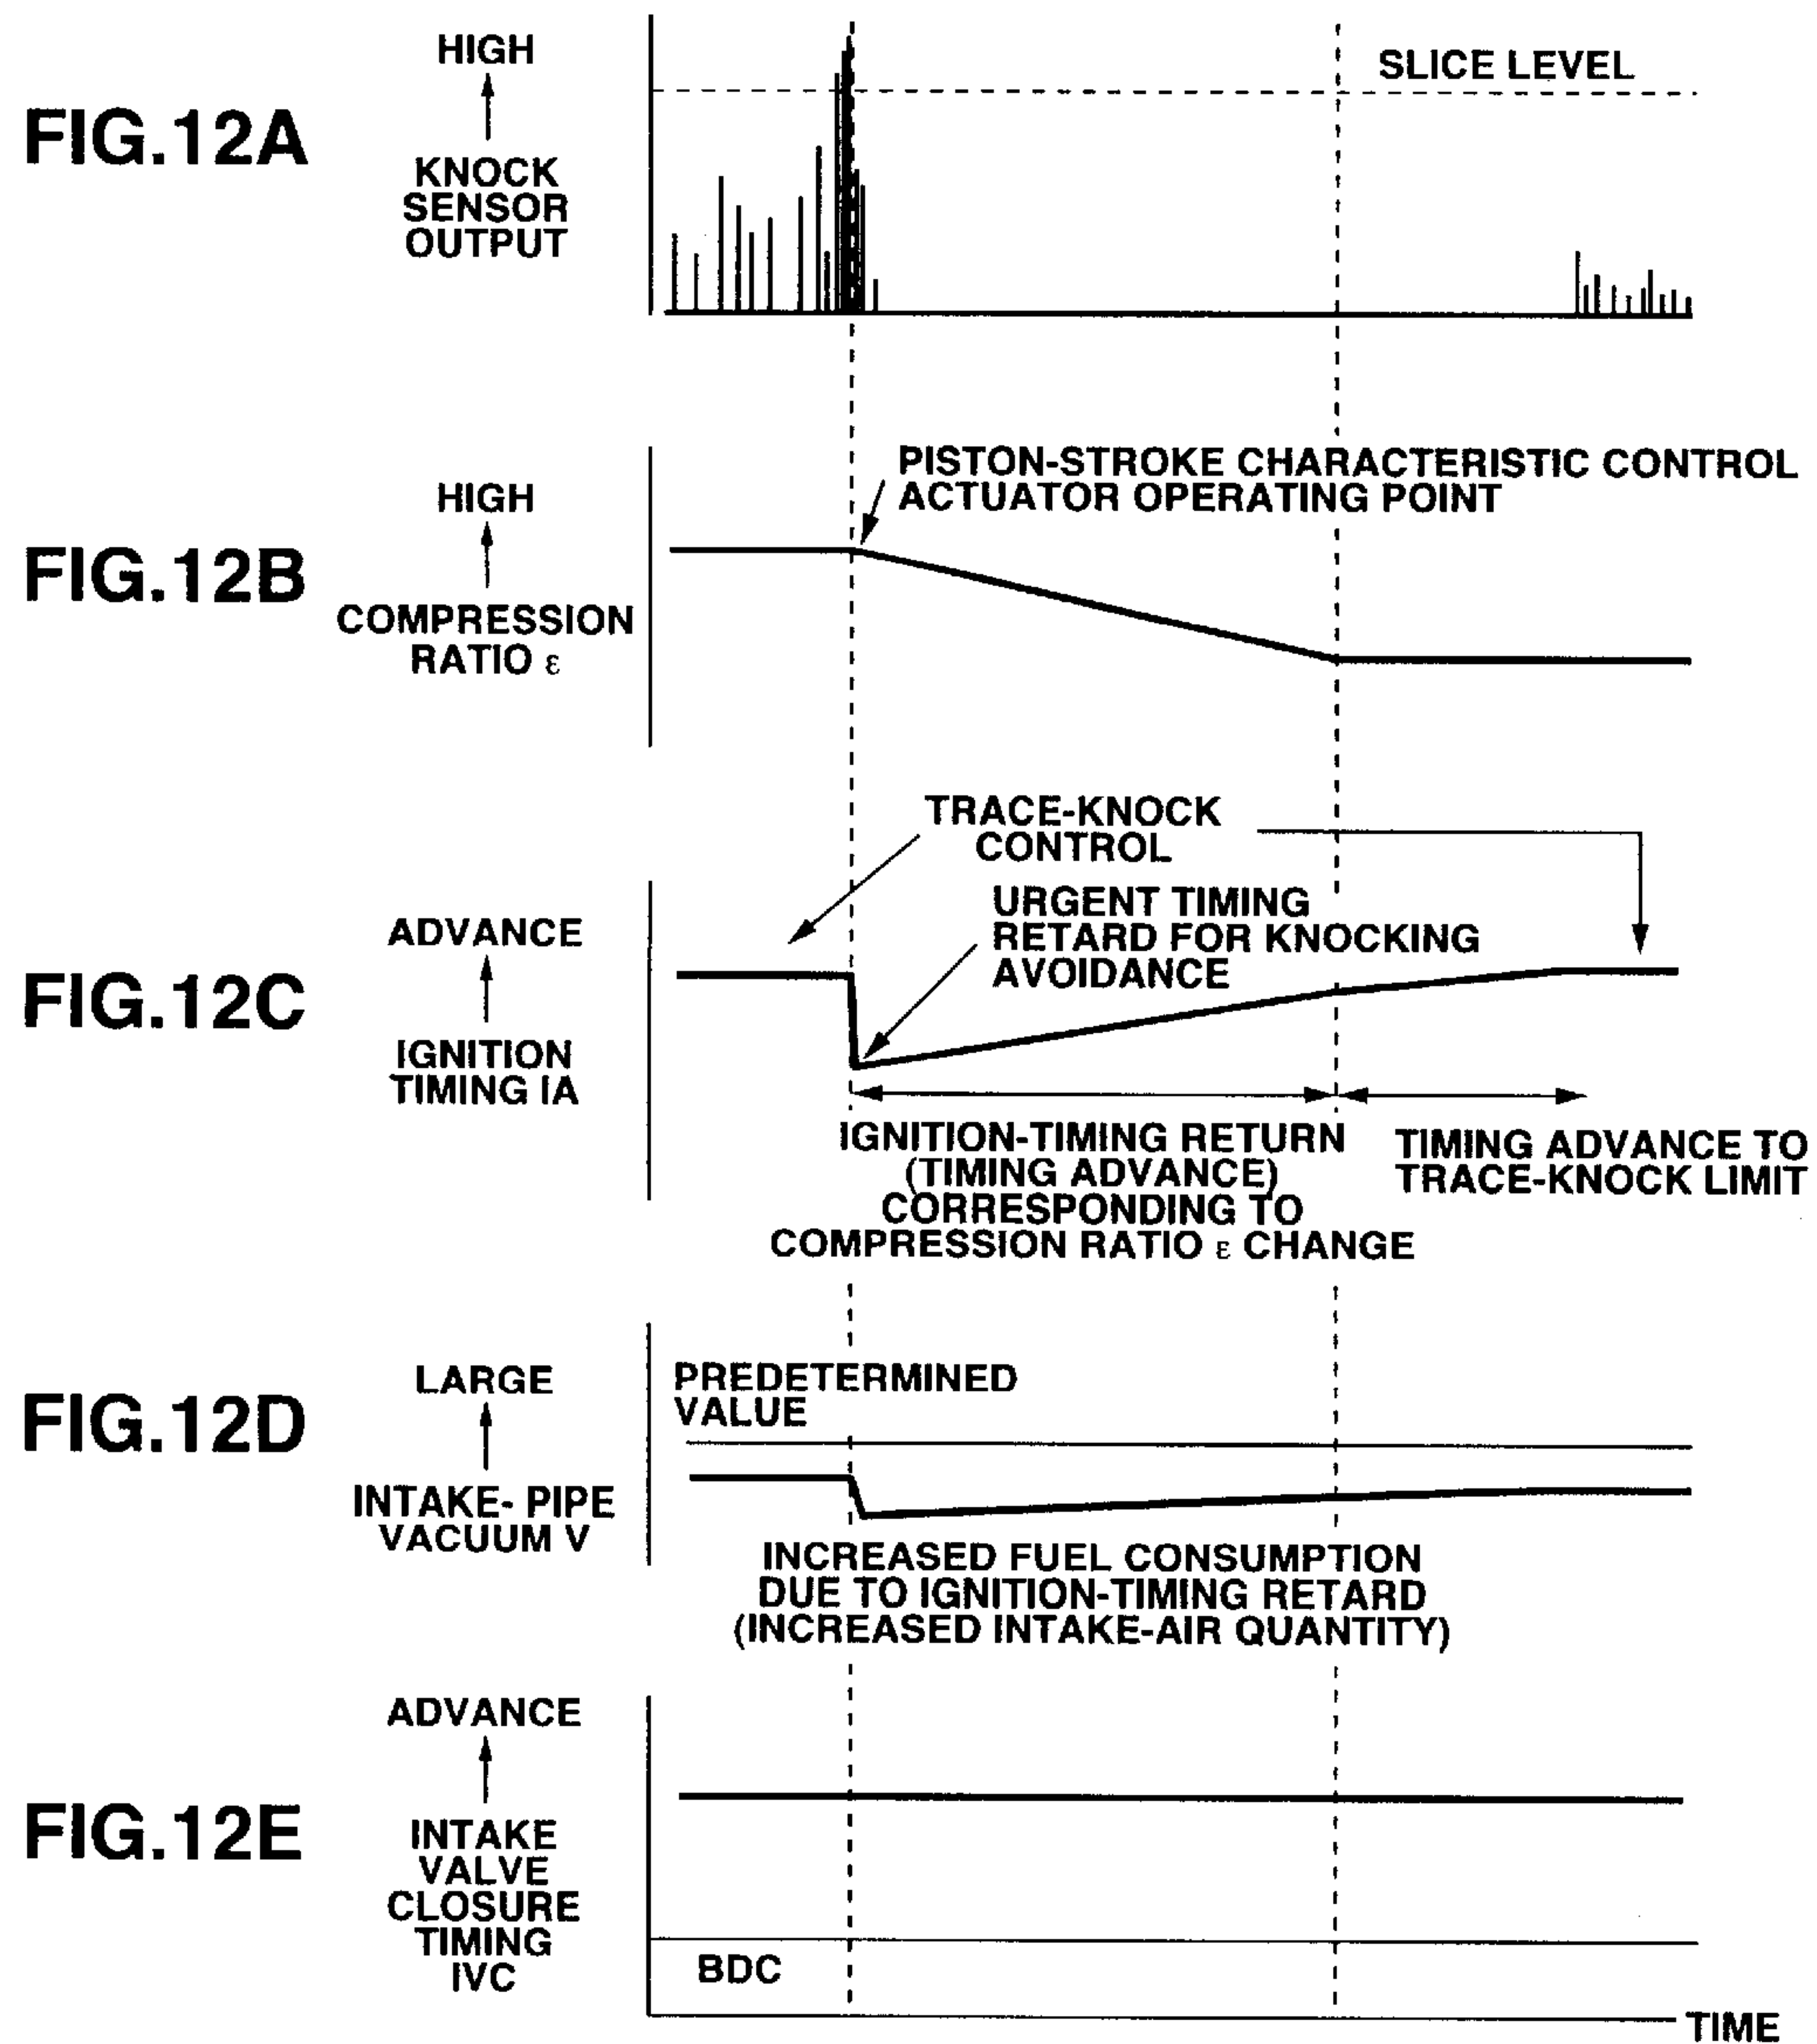 FIG.12A
HIGH
KNOCK
SENSOR
OUTPUT
SLICE LEVEL
FIG.12B
HIGH
COMPRESSION
RATIO ε
PISTON-STROKE CHARACTERISTIC CONTROL
ACTUATOR OPERATING POINT
FIG.12C
ADVANCE
IGNITION
TIMING IA
TRACE-KNOCK
CONTROL
URGENT TIMING
RETARD FOR KNOCKING
AVOIDANCE
IGNITION-TIMING RETURN
(TIMING ADVANCE)
CORRESPONDING TO
COMPRESSION RATIO ε CHANGE
TIMING ADVANCE TO
TRACE-KNOCK LIMIT
FIG.12D
LARGE
INTAKE- PIPE
VACUUM V
PREDETERMINED
VALUE
INCREASED FUEL CONSUMPTION
DUE TO IGNITION-TIMING RETARD
(INCREASED INTAKE-AIR QUANTITY)
FIG.12E
ADVANCE
INTAKE
VALVE
CLOSURE
TIMING
IVC
BDC
TIME